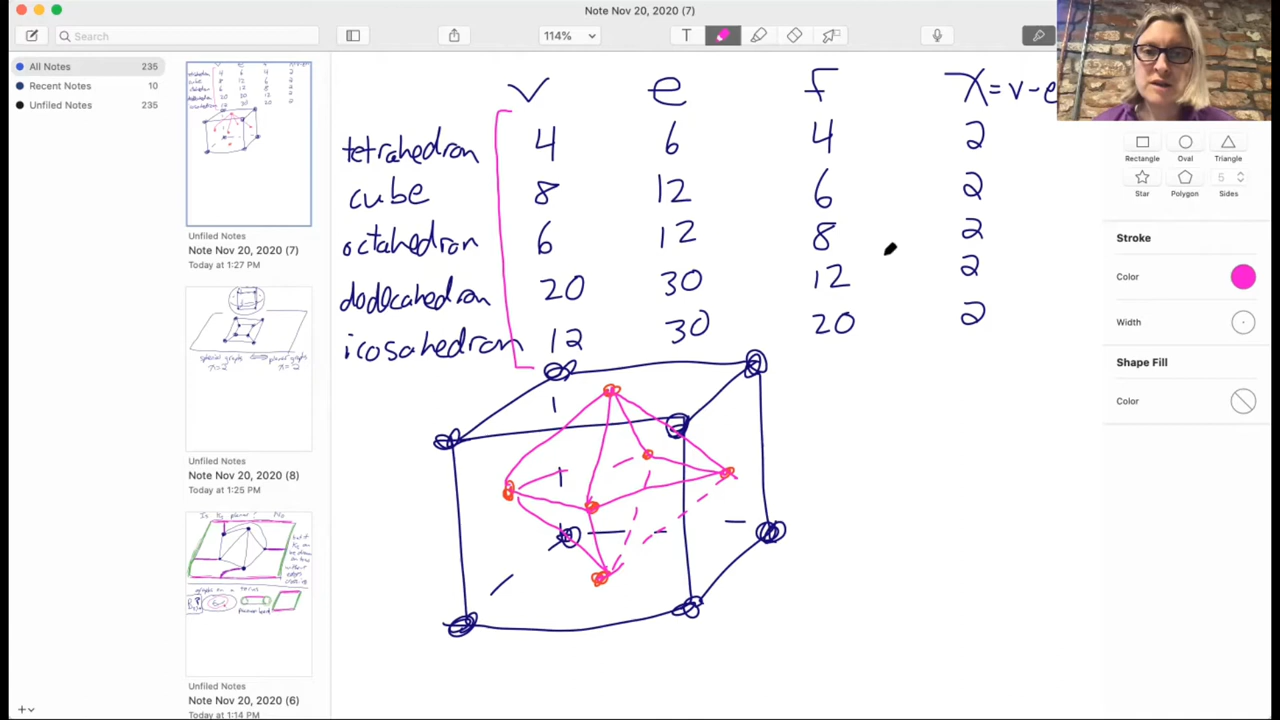 Note Nov 20, 2020 (7)
Search
114%
T
All Notes 235
Recent Notes 10
Unfiled Notes 235
Unfiled Notes
Note Nov 20, 2020 (7)
Today at 1:27 PM
Unfiled Notes
Note Nov 20, 2020 (8)
Today at 1:25 PM
Unfiled Notes
Note Nov 20, 2020 (6)
Today at 1:14 PM
v e f χ = v - e
tetrahedron 4 6 4 2
cube 8 12 6 2
octahedron 6 12 8 2
dodecahedron 20 30 12 2
icosahedron 12 30 20 2
Rectangle Oval Triangle
5
Star Polygon Sides
Stroke
Color
Width
Shape Fill
Color